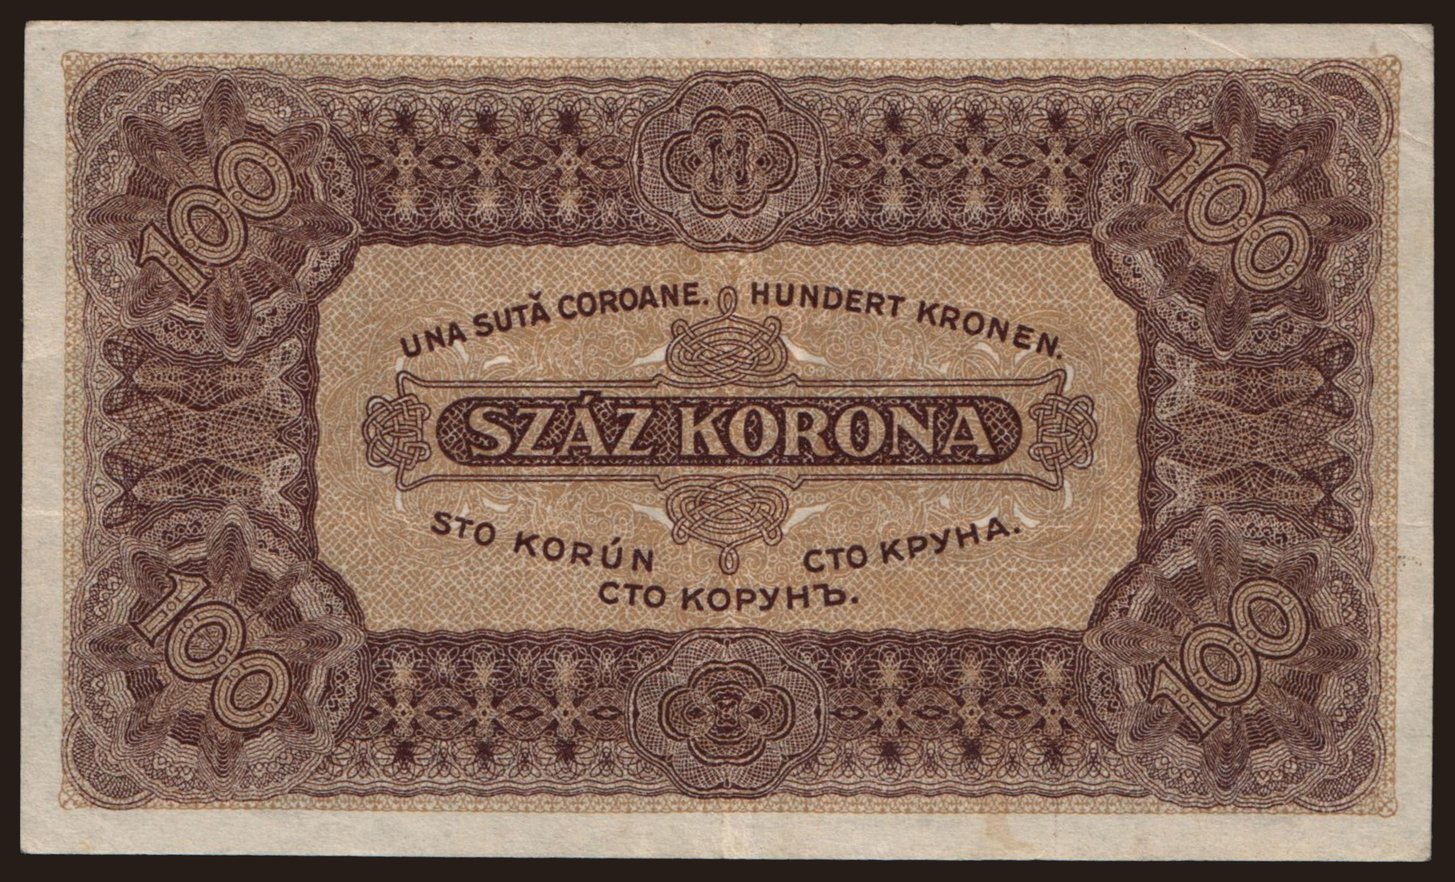 100
100
UNA SUTĂ COROANE. HUNDERT KRONEN.
SZÁZ KORONA
STO KORÚN
СТО КРУНА.
СТО КОРУНЪ.
100
100